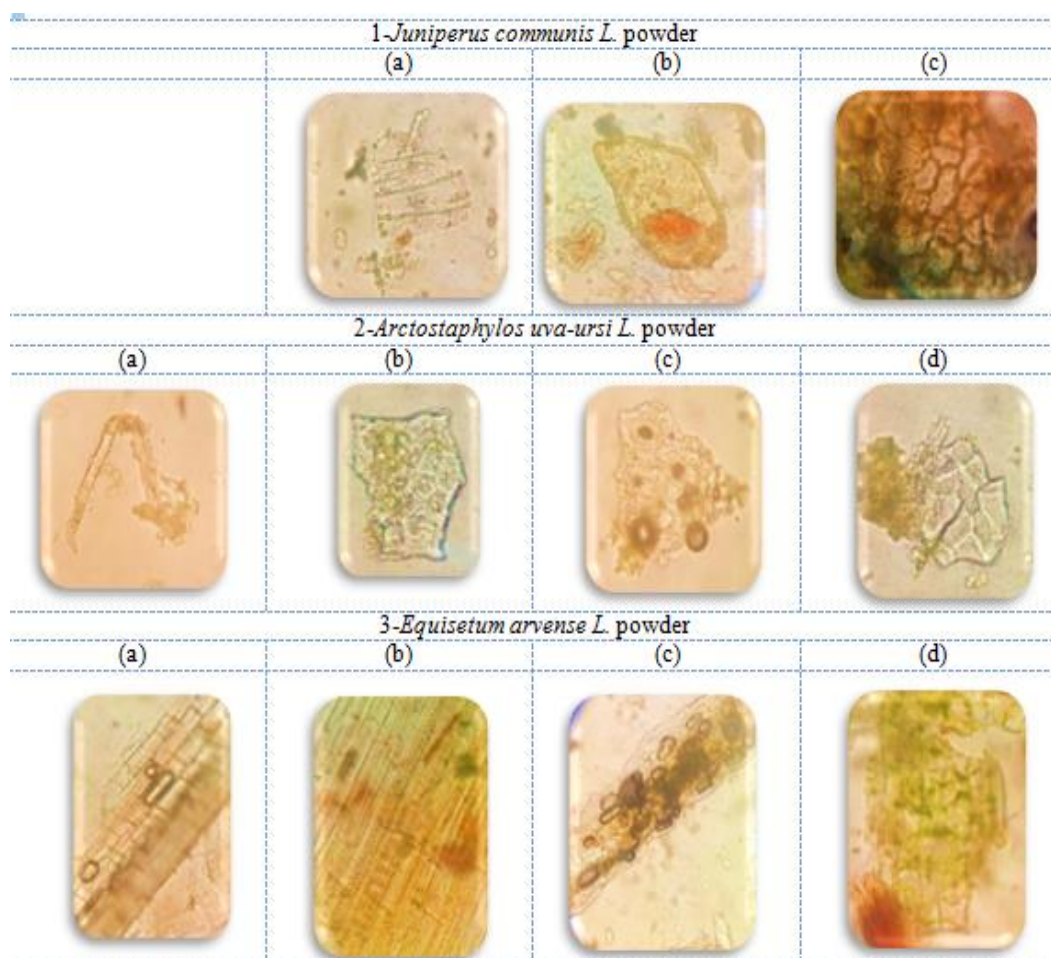 1-Juniperus communis L. powder
(a) (b) (c)
2-Arctostaphylos uva-ursi L. powder
(a) (b) (c) (d)
3-Equisetum arvense L. powder
(a) (b) (c) (d)